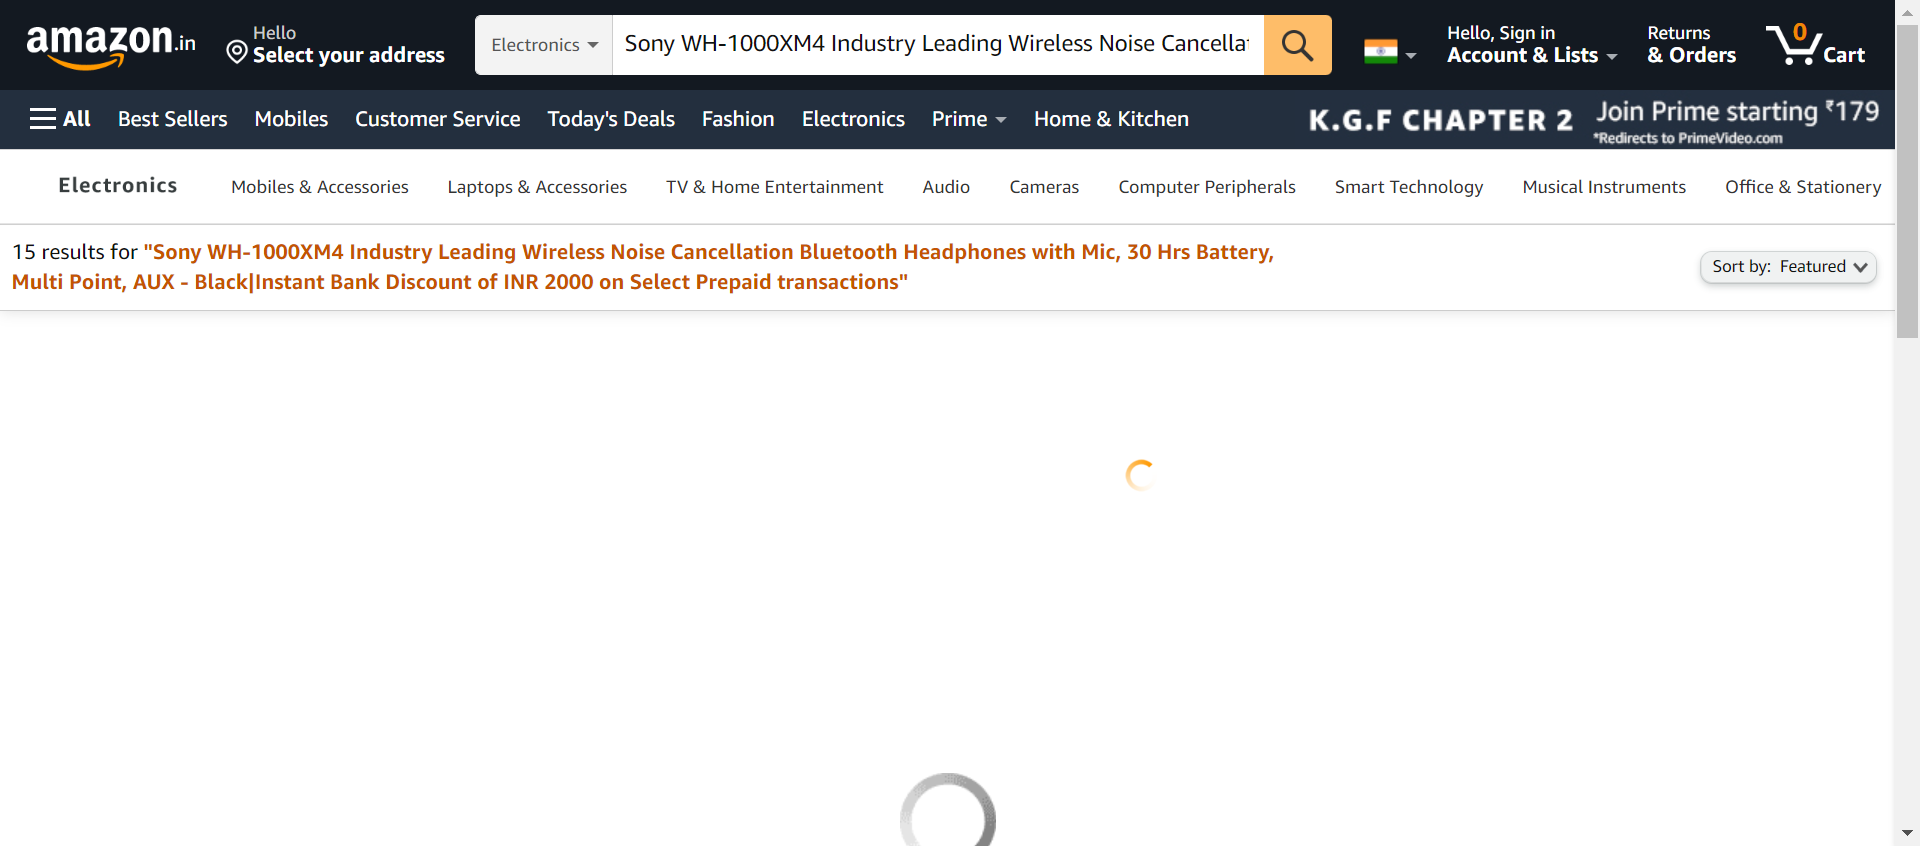 amazon.in
Hello
Select your address
Electronics
Sony WH-1000XM4 Industry Leading Wireless Noise Cancellat
Hello, Sign in
Account & Lists
Returns
& Orders
0
Cart
All
Best Sellers
Mobiles
Customer Service
Today's Deals
Fashion
Electronics
Prime
Home & Kitchen
K.G.F CHAPTER 2
Join Prime starting ₹179
*Redirects to PrimeVideo.com
Electronics
Mobiles & Accessories
Laptops & Accessories
TV & Home Entertainment
Audio
Cameras
Computer Peripherals
Smart Technology
Musical Instruments
Office & Stationery
15 results for "Sony WH-1000XM4 Industry Leading Wireless Noise Cancellation Bluetooth Headphones with Mic, 30 Hrs Battery,
Multi Point, AUX - Black|Instant Bank Discount of INR 2000 on Select Prepaid transactions"
Sort by: Featured